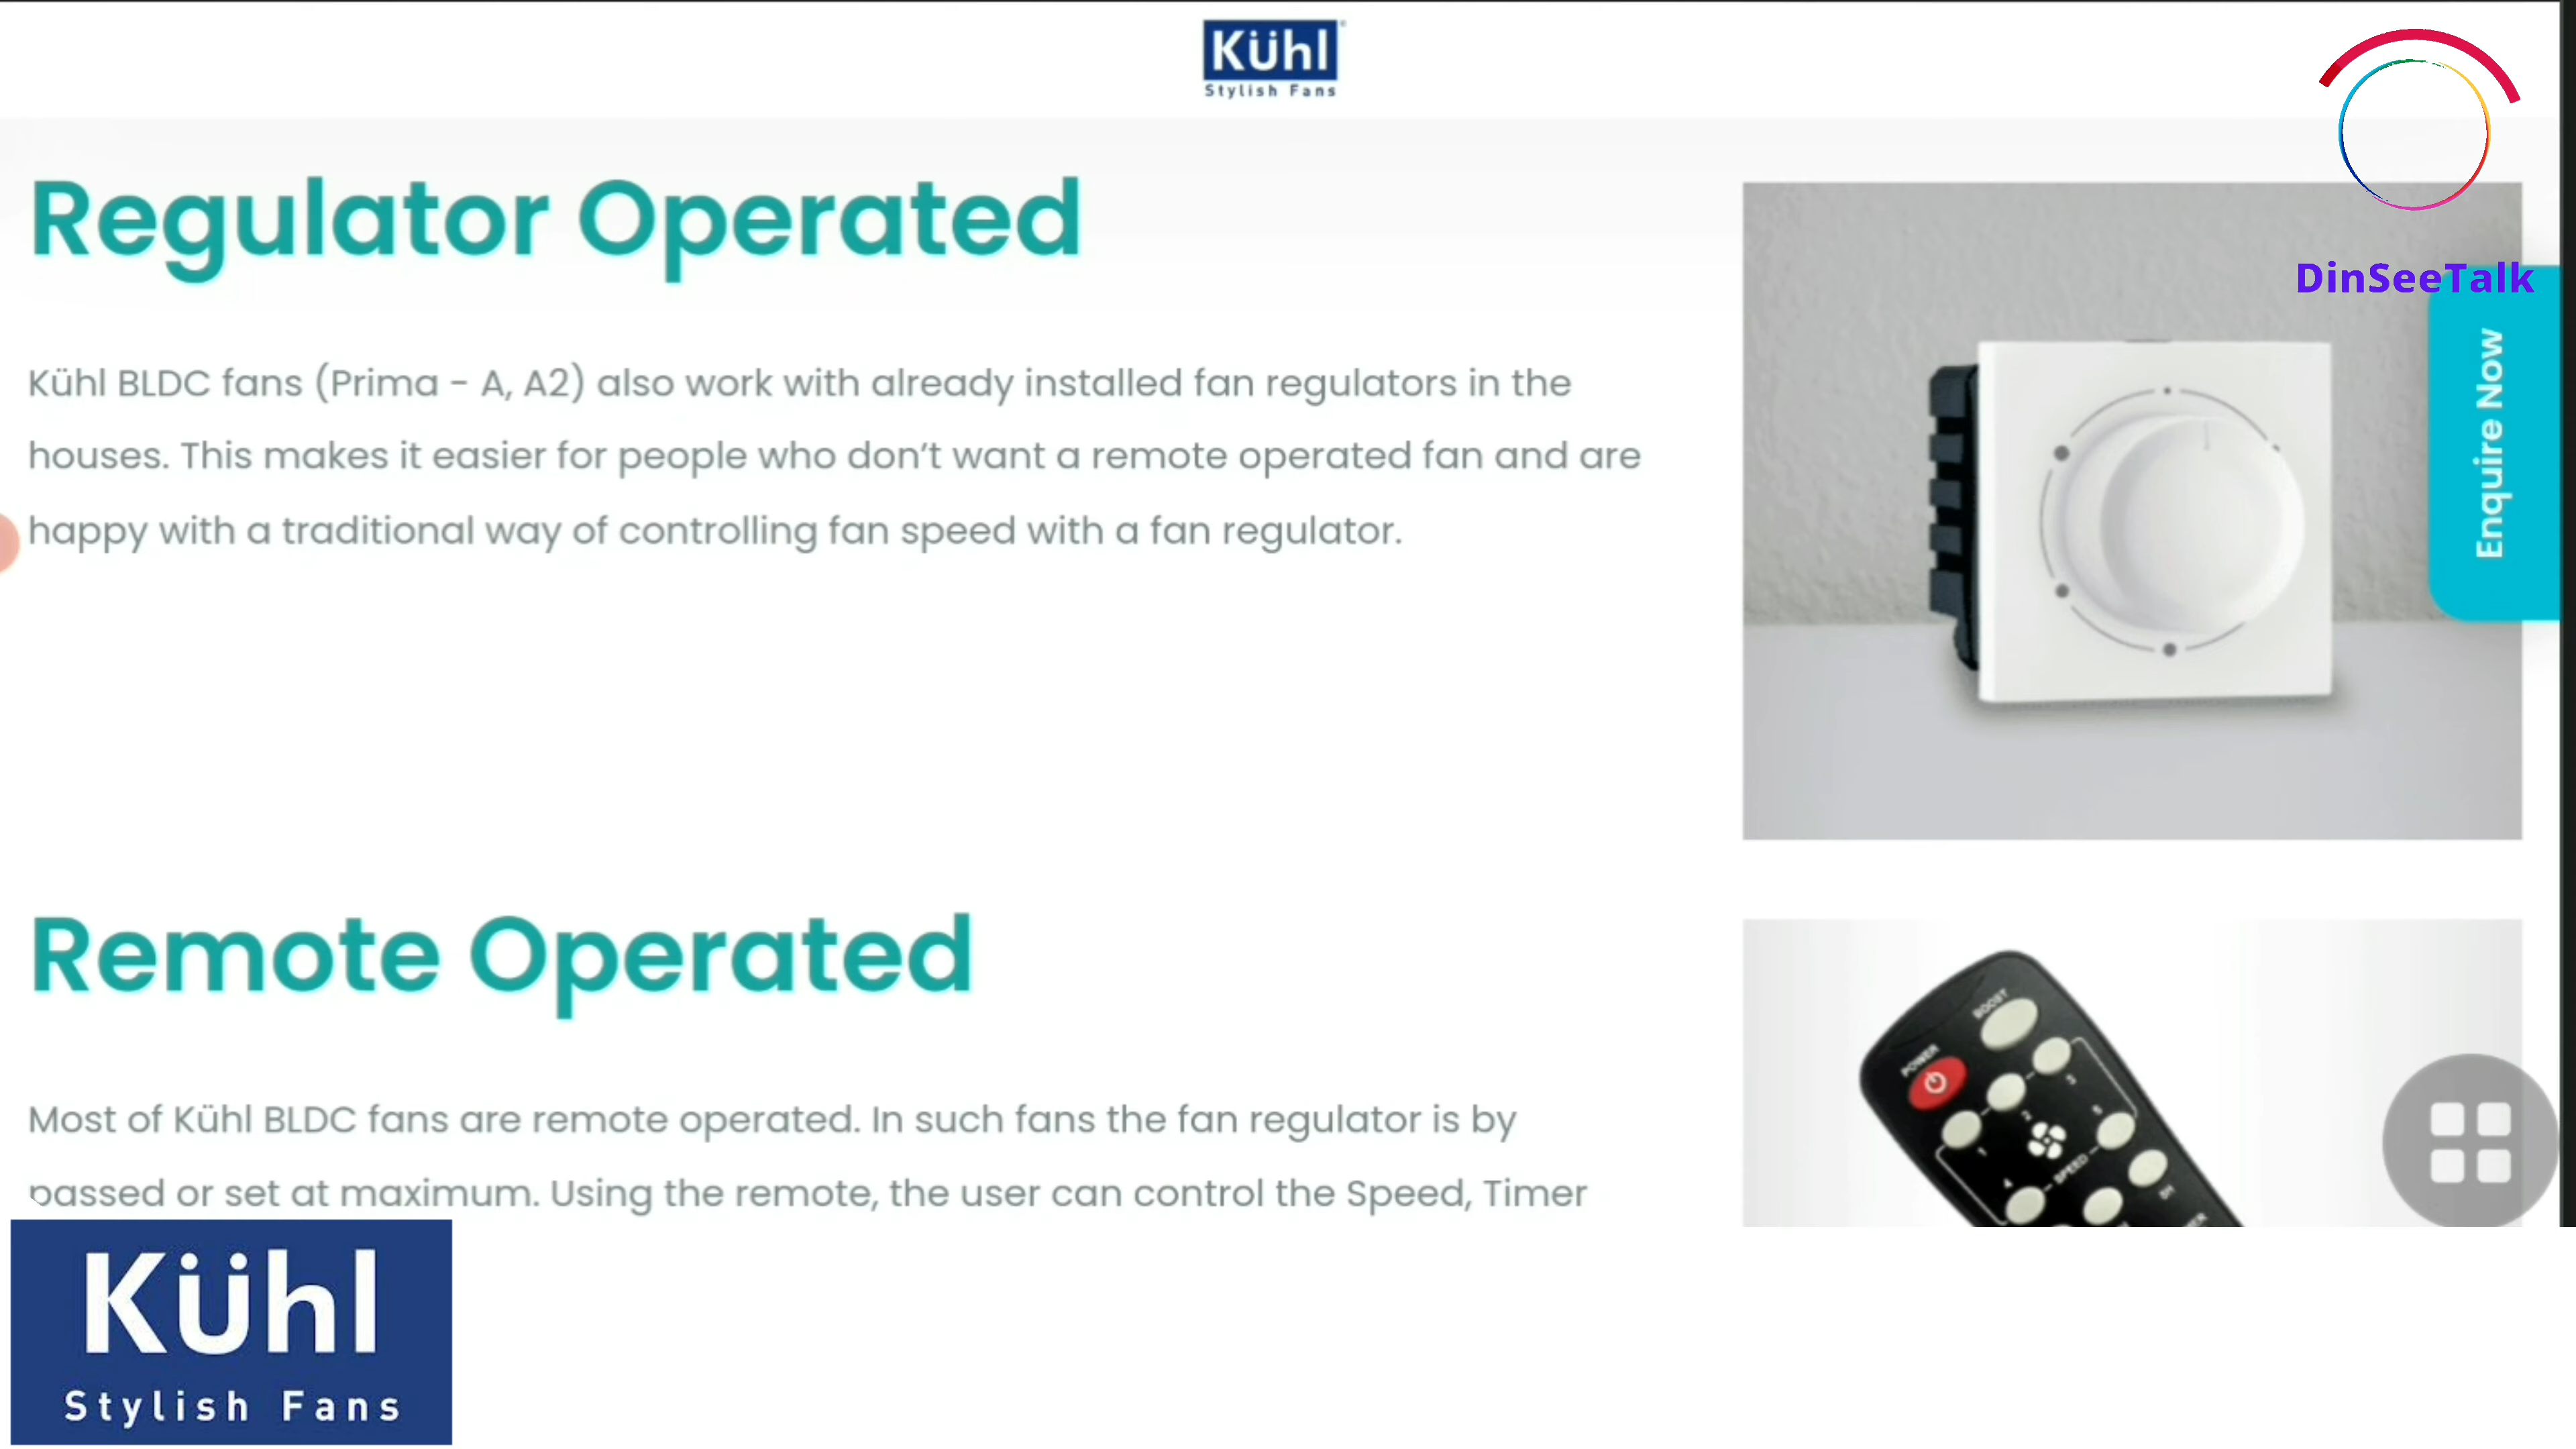 Kühl
Stylish Fans
DinSeeTalk
Enquire Now
Regulator Operated
Kühl BLDC fans (Prima - A, A2) also work with already installed fan regulators in the
houses. This makes it easier for people who don't want a remote operated fan and are
happy with a traditional way of controlling fan speed with a fan regulator.
Remote Operated
Most of Kühl BLDC fans are remote operated. In such fans the fan regulator is by
passed or set at maximum. Using the remote, the user can control the Speed, Timer
BOOST
POWER
1
2
3
4
SPEED
Kühl
Stylish Fans